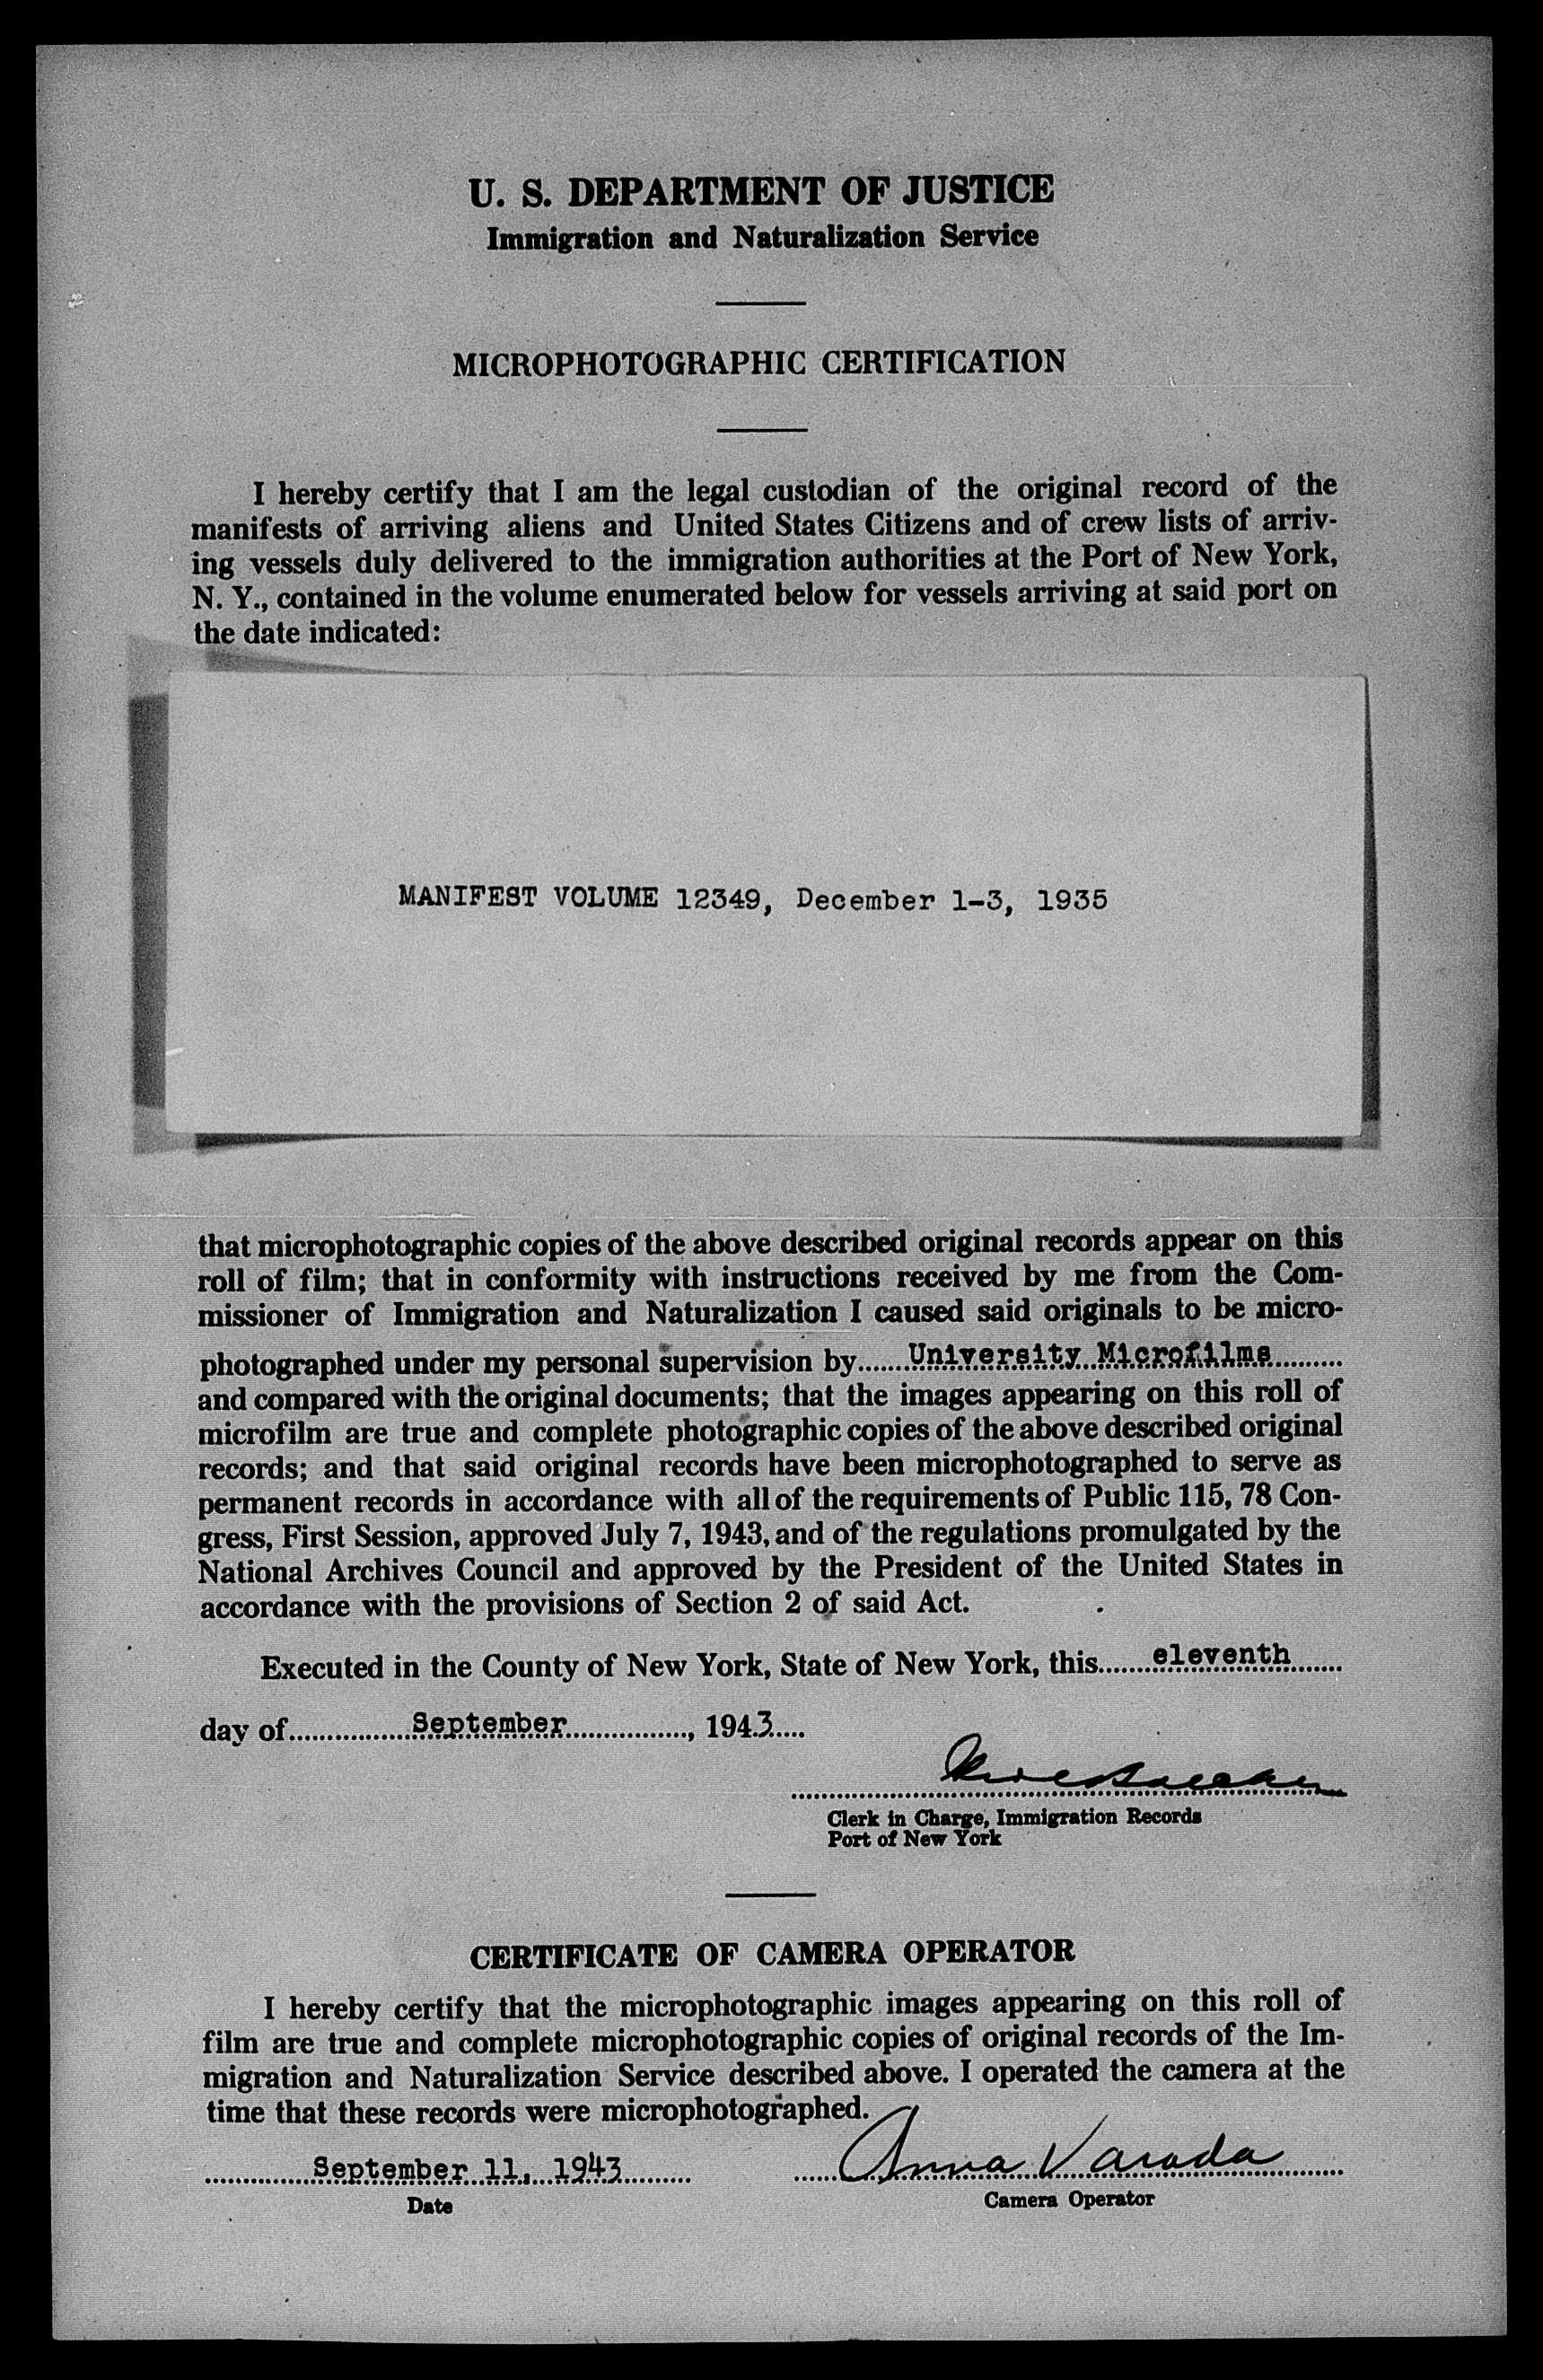 U. S. DEPARTMENT OF JUSTICE
Immigration and Naturalization Service
MICROPHOTOGRAPHIC CERTIFICATION
I hereby certify that I am the legal custodian of the original record of the
manifests of arriving aliens and United States Citizens and of crew lists of arriv-
ing vessels duly delivered to the immigration authorities at the Port of New York,
N. Y., contained in the volume enumerated below for vessels arriving at said port on
the date indicated:
MANIFEST VOLUME 12349, December 1-3, 1935
that microphotographic copies of the above described original records appear on this
roll of film; that in conformity with instructions received by me from the Com-
missioner of Immigration and Naturalization I caused said originals to be micro-
photographed under my personal supervision by University Microfilms
and compared with the original documents; that the images appearing on this roll of
microfilm are true and complete photographic copies of the above described original
records; and that said original records have been microphotographed to serve as
permanent records in accordance with all of the requirements of Public 115, 78 Con-
gress, First Session, approved July 7, 1943, and of the regulations promulgated by the
National Archives Council and approved by the President of the United States in
accordance with the provisions of Section 2 of said Act.
Executed in the County of New York, State of New York, this eleventh
day of September, 1943
Clerk in Charge, Immigration Records
Port of New York
CERTIFICATE OF CAMERA OPERATOR
I hereby certify that the microphotographic images appearing on this roll of
film are true and complete microphotographic copies of original records of the Im-
migration and Naturalization Service described above. I operated the camera at the
time that these records were microphotographed.
September 11, 1943 Anna Varada
Date Camera Operator